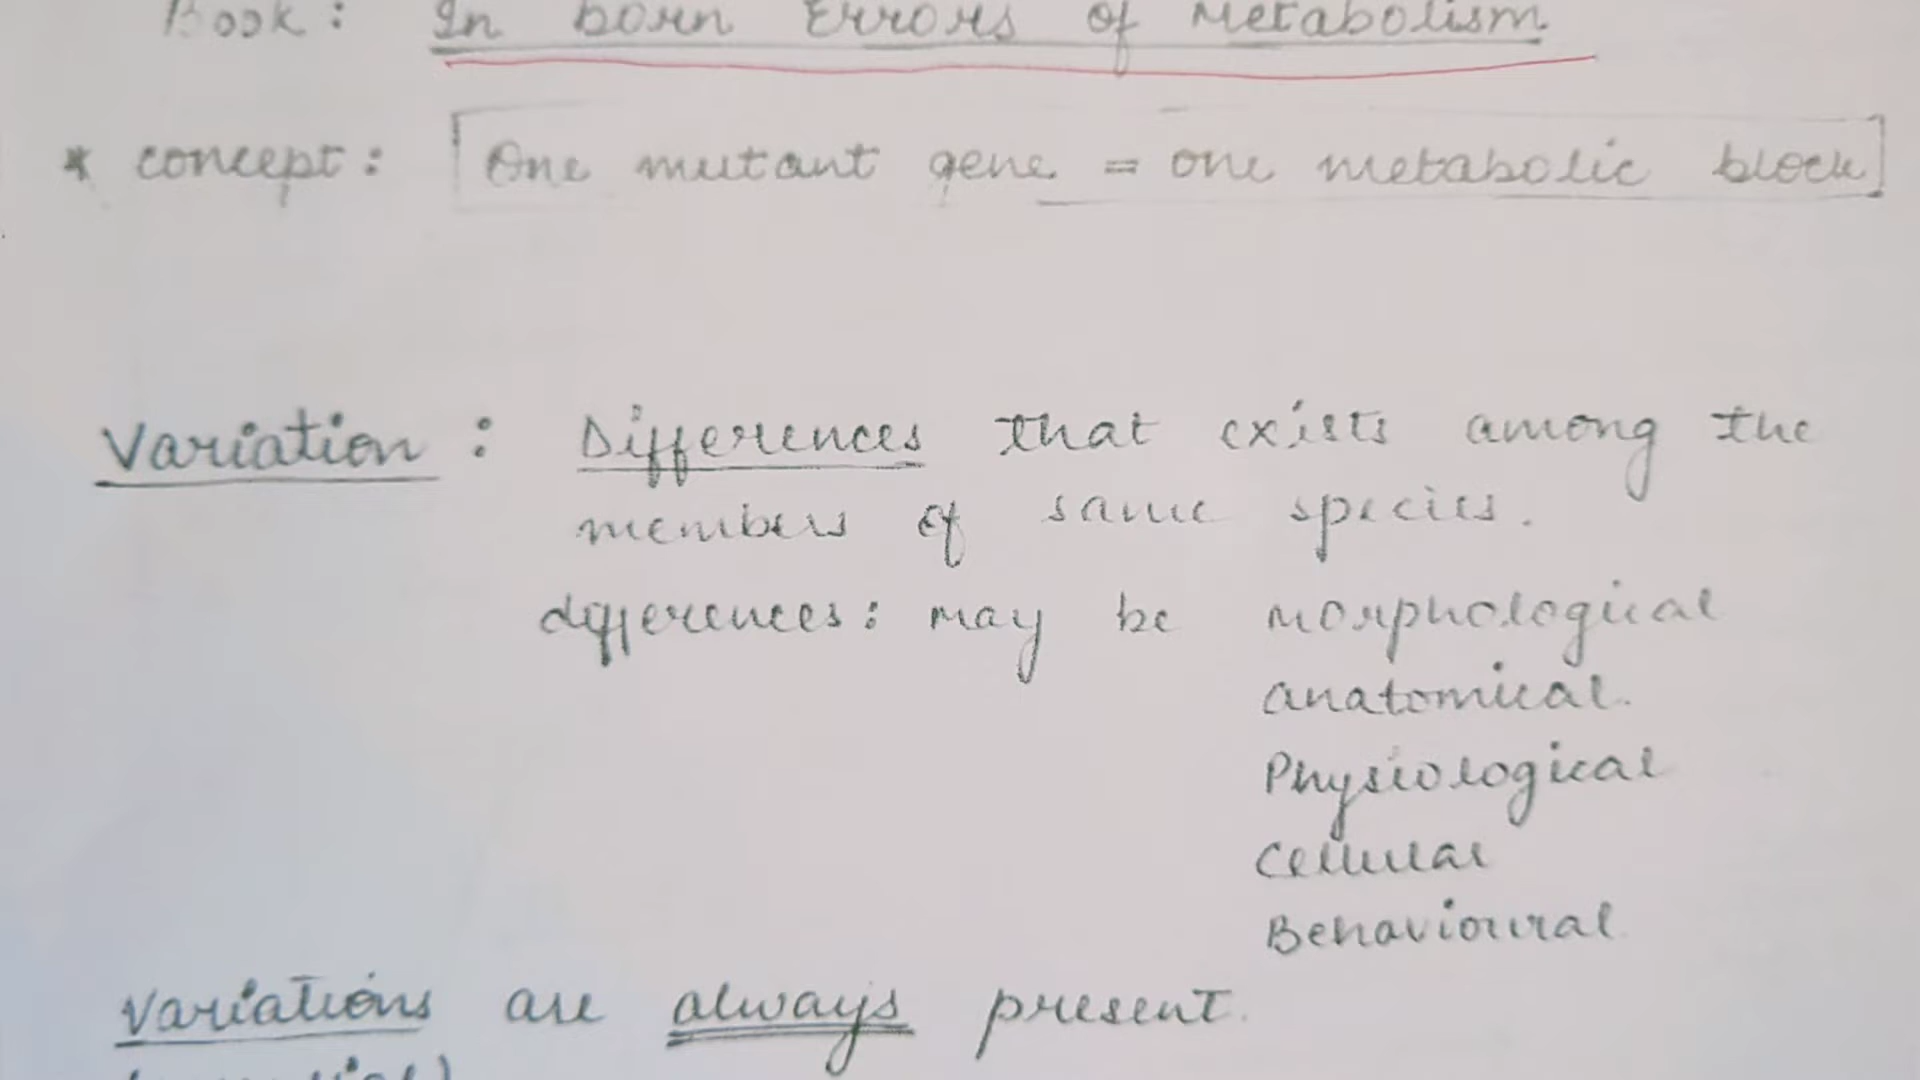 Book: In born Errors of Metabolism
* concept: One mutant gene = one metabolic block
Variation: Differences that exists among the
members of same species.
differences: may be morphological
anatomical.
Physiological
Cellular
Behavioural
Variations are always present.